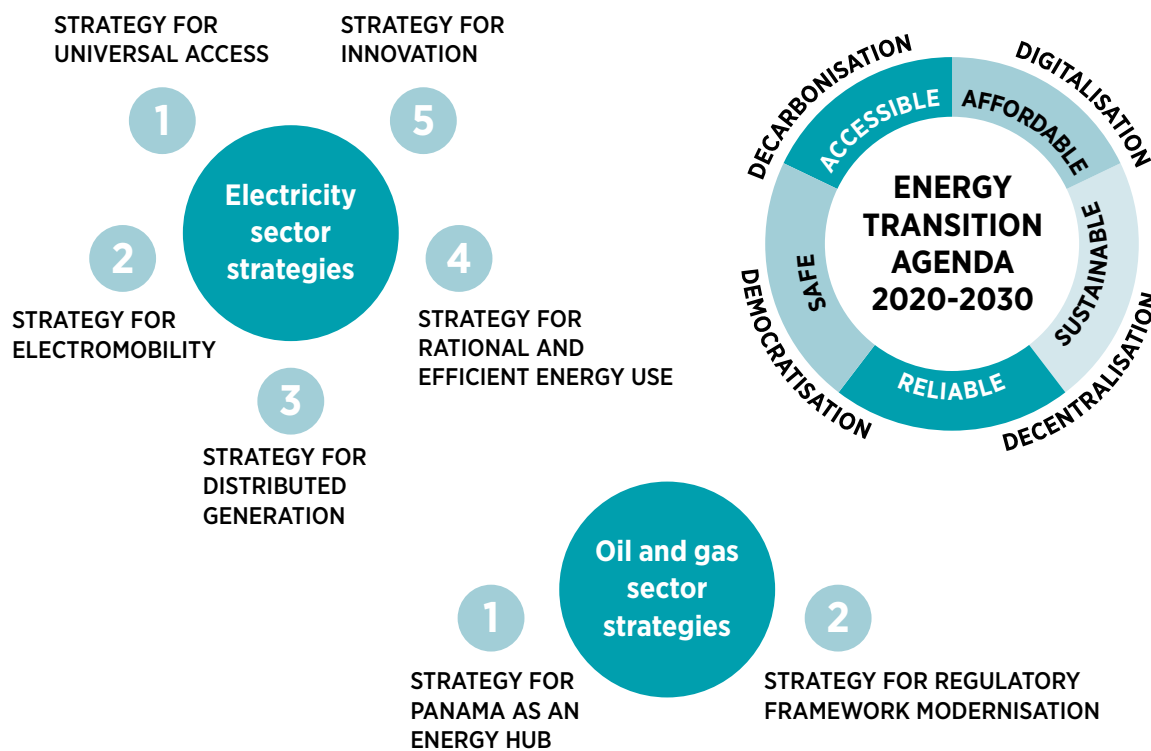 STRATEGY FOR
UNIVERSAL ACCESS
1
STRATEGY FOR
INNOVATION
5
Electricity
sector
strategies
2
STRATEGY FOR
ELECTROMOBILITY
4
STRATEGY FOR
RATIONAL AND
EFFICIENT ENERGY USE
3
STRATEGY FOR
DISTRIBUTED
GENERATION
DECARBONISATION
DIGITALISATION
DECENTRALISATION
DEMOCRATISATION
ACCESSIBLE
AFFORDABLE
SUSTAINABLE
RELIABLE
SAFE
ENERGY
TRANSITION
AGENDA
2020-2030
Oil and gas
sector
strategies
1
STRATEGY FOR
PANAMA AS AN
ENERGY HUB
2
STRATEGY FOR REGULATORY
FRAMEWORK MODERNISATION